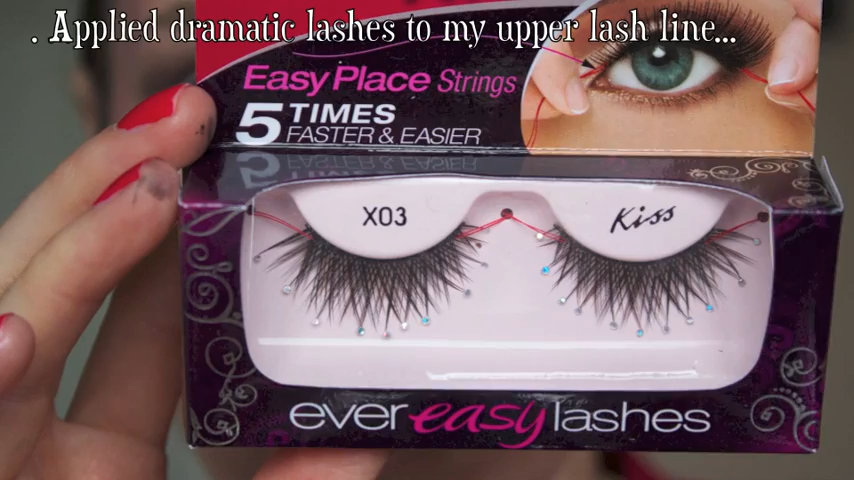 . Applied dramatic lashes to my upper lash line...
Easy Place Strings
5 TIMES
FASTER & EASIER
X03
Kiss
ever easy lashes